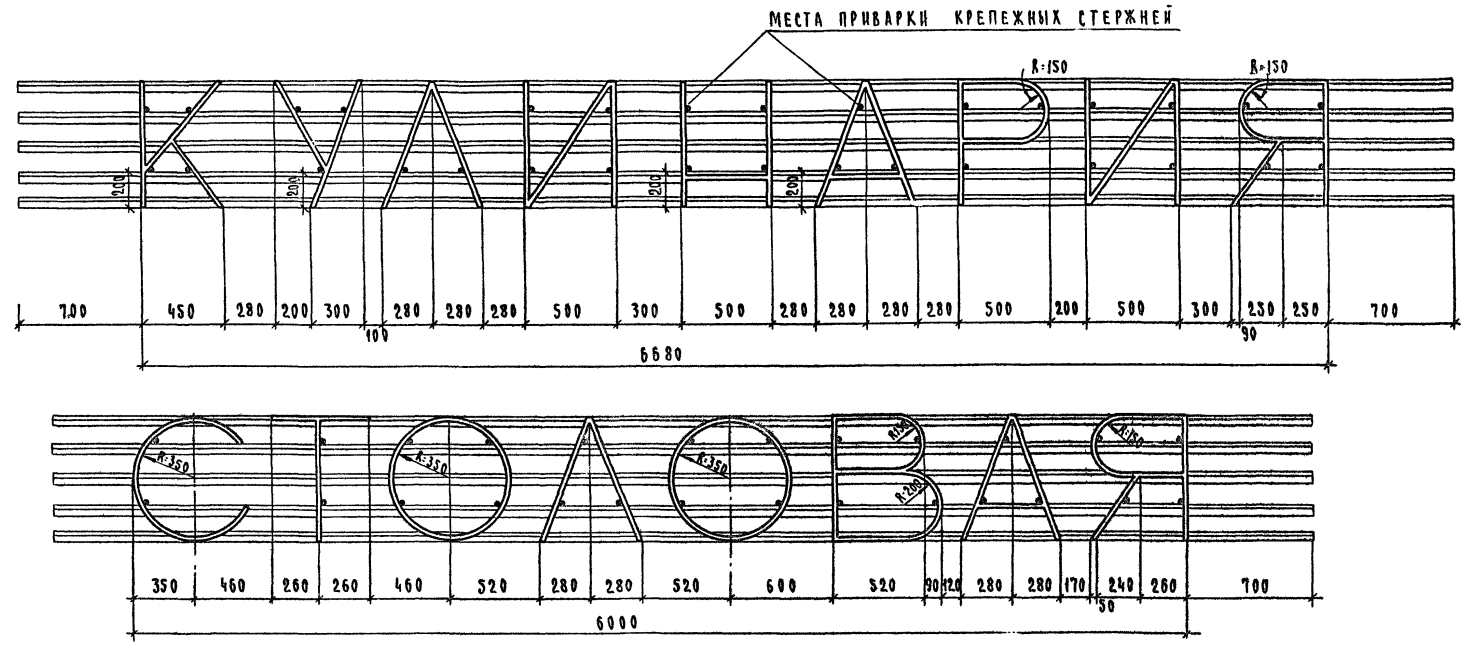 МЕСТА ПРИВАРКИ КРЕПЕЖНЫХ СТЕРЖНЕЙ
R=150 R=150
КУЛИНАРИЯ
200 200 200 200
700 450 280 200 300 280 280 280 500 300 500 280 280 280 280 500 200 500 300 250 250 700
100 90
6680
СТОЛОВАЯ
R=350 R=350 R=350 R150 R=200 R=150
350 460 260 260 460 520 280 280 520 600 520 90 120 280 280 170 240 260 700
50
6000